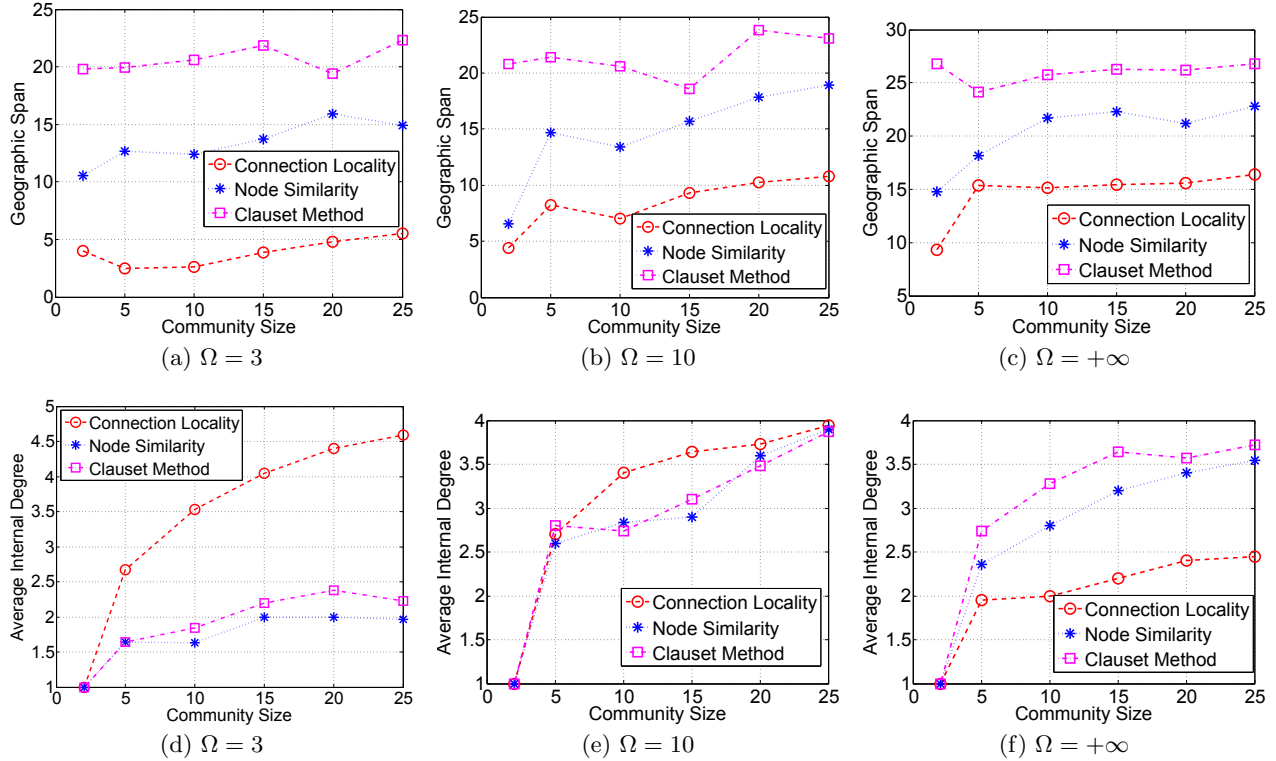 25
20
15
10
5
0
Geographic Span
Connection Locality
Node Similarity
Clauset Method
0 5 10 15 20 25
Community Size
(a) Ω = 3
25
20
15
10
5
0
Geographic Span
Connection Locality
Node Similarity
Clauset Method
0 5 10 15 20 25
Community Size
(b) Ω = 10
30
25
20
15
10
5
Geographic Span
Connection Locality
Node Similarity
Clauset Method
0 5 10 15 20 25
Community Size
(c) Ω = +∞
5
4.5
4
3.5
3
2.5
2
1.5
1
Average Internal Degree
Connection Locality
Node Similarity
Clauset Method
0 5 10 15 20 25
Community Size
(d) Ω = 3
4
3.5
3
2.5
2
1.5
1
Average Internal Degree
Connection Locality
Node Similarity
Clauset Method
0 5 10 15 20 25
Community Size
(e) Ω = 10
4
3.5
3
2.5
2
1.5
1
Average Internal Degree
Connection Locality
Node Similarity
Clauset Method
0 5 10 15 20 25
Community Size
(f) Ω = +∞